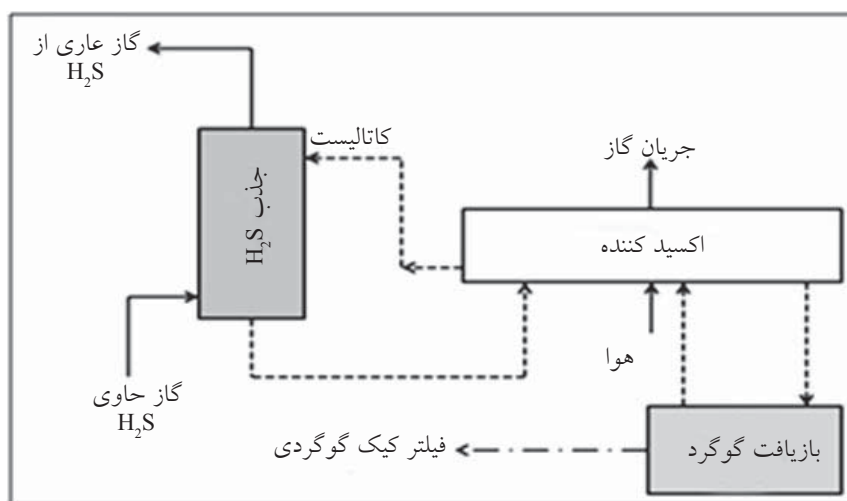 گاز عاری از
H₂S
کاتالیست
جریان گاز
جذب H₂S
اکسید کننده
هوا
گاز حاوی
H₂S
بازیافت گوگرد
فیلتر کیک گوگردی